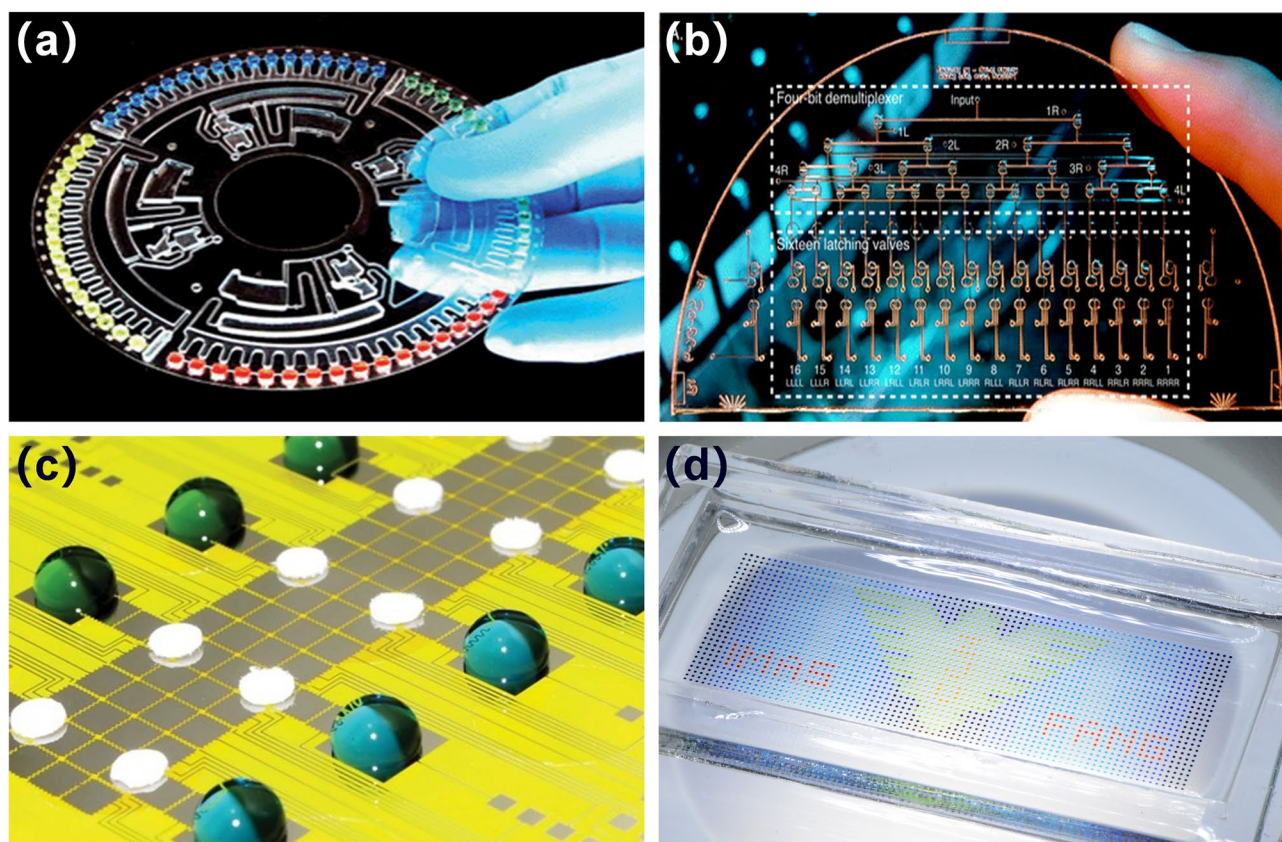 (a)
(b)
A.
Four-bit demultiplexer
Input
1R
1L
2L
2R
4R
3L
3R
4L
Sixteen latching valves
16 15 14 13 12 11 10 9 8 7 6 5 4 3 2 1
LLLL LLLR LLRL LLRR LRLL LRLR LRRL LRRR RLLL RLLR RLRL RLRR RRLL RRLR RRRL RRRR
(c)
(d)
IMAS
FANG